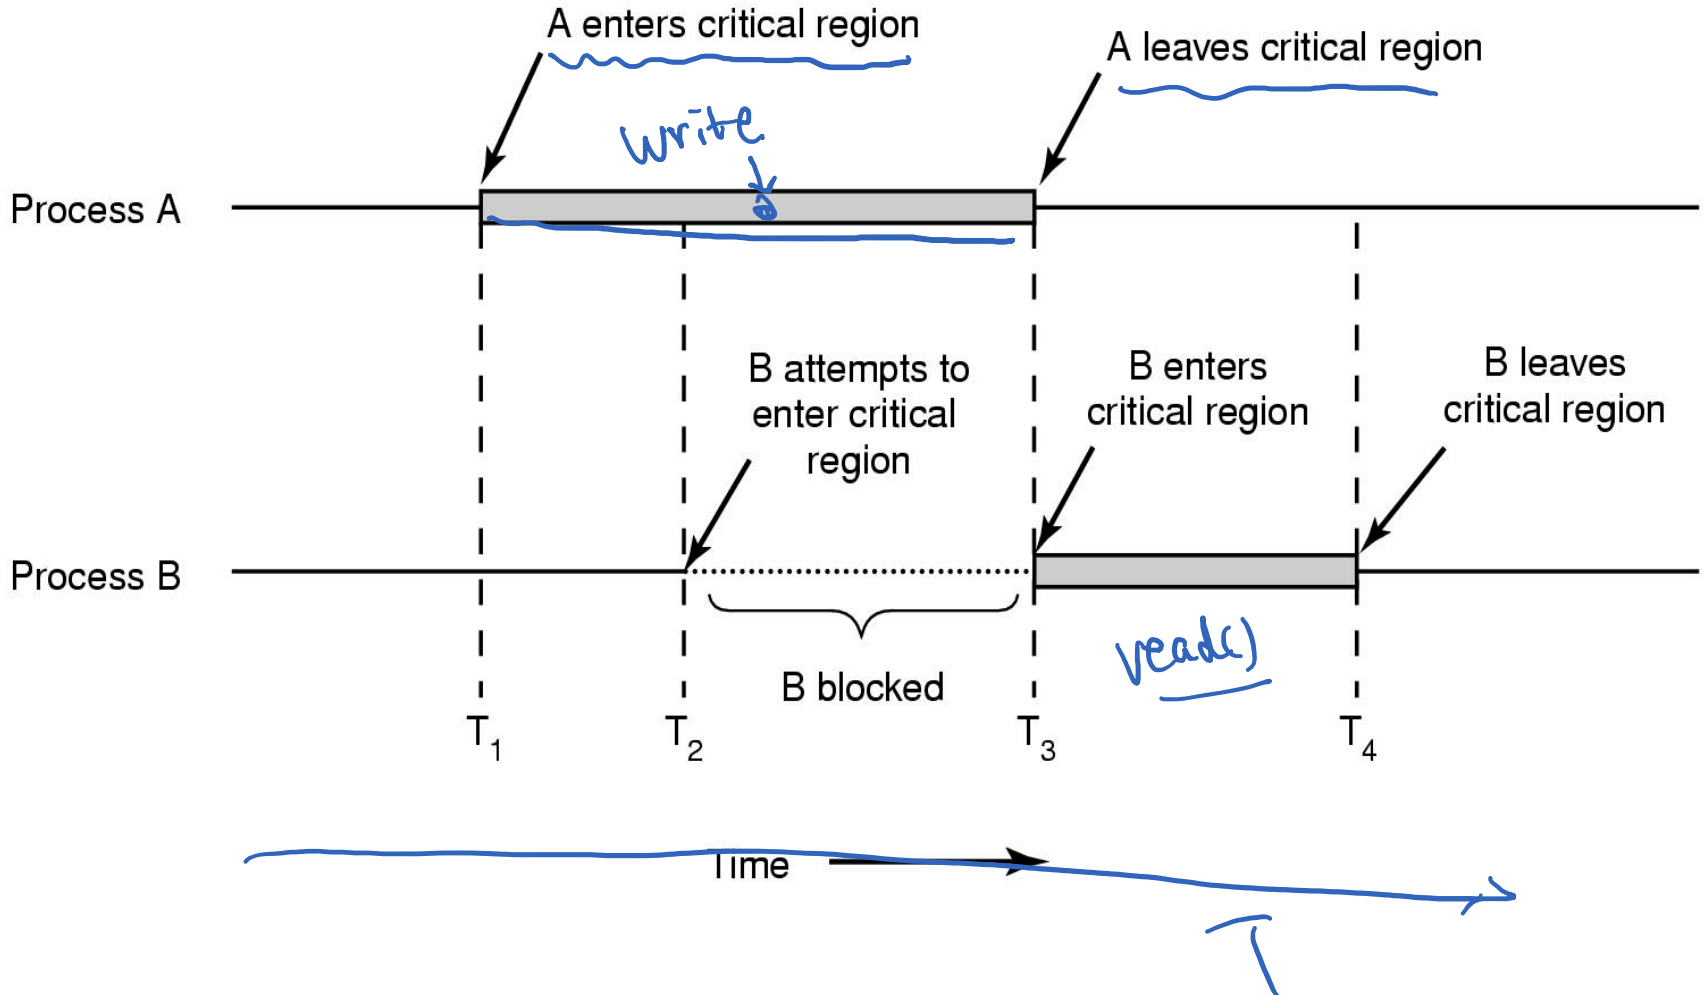 A enters critical region
A leaves critical region
write
Process A
B attempts to
enter critical
region
B enters
critical region
B leaves
critical region
Process B
B blocked
read()
T1
T2
T3
T4
Time
T